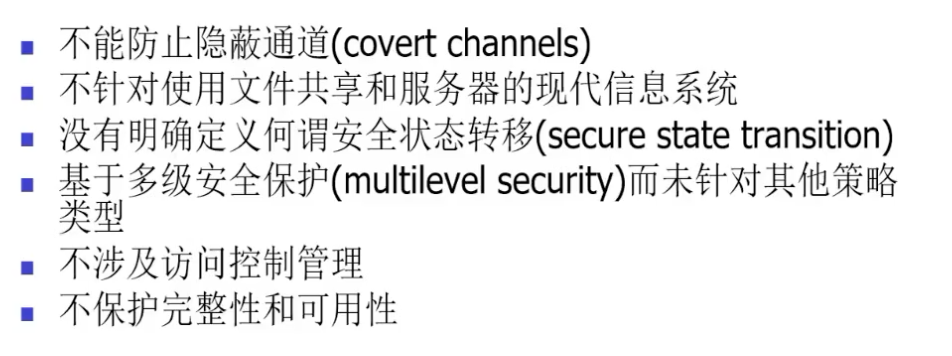 不能防止隐蔽通道(covert channels)
不针对使用文件共享和服务器的现代信息系统
没有明确定义何谓安全状态转移(secure state transition)
基于多级安全保护(multilevel security)而未针对其他策略
类型
不涉及访问控制管理
不保护完整性和可用性